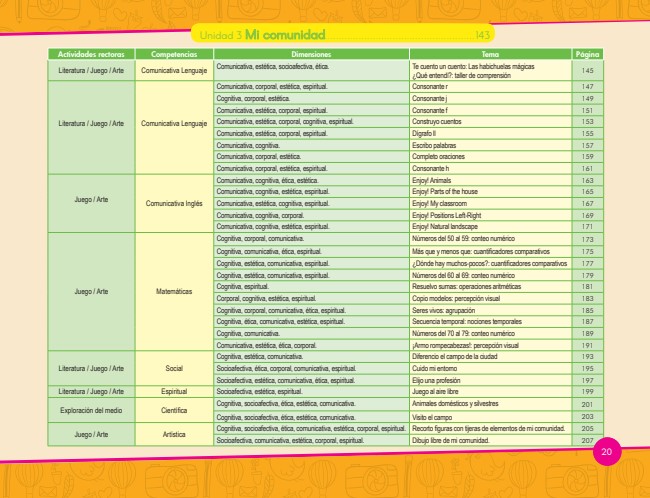 Unidad 3 Mi comunidad 143
Actividades rectoras Competencias Dimensiones Tema Página
Literatura / Juego / Arte Comunicativa Lenguaje Comunicativa, estética, socioafectiva, ética. Te cuento un cuento: Las habichuelas mágicas
¿Qué entendí?: taller de comprensión 145
Literatura / Juego / Arte Comunicativa Lenguaje Comunicativa, corporal, estética, espiritual. Consonante r 147
Cognitiva, corporal, estética. Consonante j 149
Comunicativa, estética, corporal, espiritual. Consonante f 151
Comunicativa, estética, corporal, cognitiva, espiritual. Construyo cuentos 153
Comunicativa, estética, corporal, espiritual. Dígrafo ll 155
Comunicativa, cognitiva. Escribo palabras 157
Comunicativa, corporal, estética. Completo oraciones 159
Comunicativa, corporal, estética, espiritual. Consonante h 161
Juego / Arte Comunicativa Inglés Comunicativa, cognitiva, ética, estética. Enjoy! Animals 163
Comunicativa, cognitiva, estética, espiritual. Enjoy! Parts of the house 165
Comunicativa, estética, cognitiva, espiritual. Enjoy! My classroom 167
Comunicativa, cognitiva, corporal. Enjoy! Positions Left-Right 169
Comunicativa, cognitiva, estética, espiritual. Enjoy! Natural landscape 171
Juego / Arte Matemáticas Cognitiva, corporal, comunicativa. Números del 50 al 59: conteo numérico 173
Cognitiva, comunicativa, ética, espiritual. Más que y menos que: cuantificadores comparativos 175
Cognitiva, estética, comunicativa, espiritual. ¿Dónde hay muchos-pocos?: cuantificadores comparativos 177
Cognitiva, estética, comunicativa, espiritual. Números del 60 al 69: conteo numérico 179
Cognitiva, espiritual. Resuelvo sumas: operaciones aritméticas 181
Corporal, cognitiva, estética, espiritual. Copio modelos: percepción visual 183
Cognitiva, corporal, comunicativa, ética, espiritual. Seres vivos: agrupación 185
Cognitiva, ética, comunicativa, estética, espiritual. Secuencia temporal: nociones temporales 187
Cognitiva, comunicativa. Números del 70 al 79: conteo numérico 189
Comunicativa, estética, ética, corporal. ¡Armo rompecabezas!: percepción visual 191
Literatura / Juego / Arte Social Cognitiva, estética, comunicativa. Diferencio el campo de la ciudad 193
Socioafectiva, ética, corporal, comunicativa, espiritual. Cuido mi entorno 195
Socioafectiva, estética, comunicativa, ética, espiritual. Elijo una profesión 197
Literatura / Juego / Arte Espiritual Socioafectiva, estética, espiritual. Juego al aire libre 199
Exploración del medio Científica Cognitiva, socioafectiva, ética, estética, comunicativa. Animales domésticos y silvestres 201
Cognitiva, socioafectiva, ética, estética, comunicativa. Visito el campo 203
Juego / Arte Artística Cognitiva, socioafectiva, ética, comunicativa, estética, corporal, espiritual. Recorto figuras con tijeras de elementos de mi comunidad. 205
Socioafectiva, comunicativa, estética, corporal, espiritual. Dibujo libre de mi comunidad. 207
20